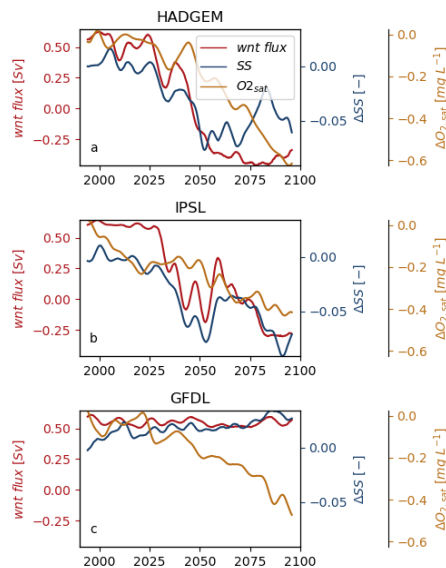 HADGEM
wnt flux
SS
O2sat
0.50
0.25
0.00
−0.25
wnt flux [Sv]
0.00
−0.05
ΔSS [−]
0.0
−0.2
−0.4
−0.6
ΔO2, sat [mg L−1]
a
2000 2025 2050 2075 2100
IPSL
0.50
0.25
0.00
−0.25
wnt flux [Sv]
0.00
−0.05
ΔSS [−]
0.0
−0.2
−0.4
−0.6
ΔO2, sat [mg L−1]
b
2000 2025 2050 2075 2100
GFDL
0.50
0.25
0.00
−0.25
wnt flux [Sv]
0.00
−0.05
ΔSS [−]
0.0
−0.2
−0.4
−0.6
ΔO2, sat [mg L−1]
c
2000 2025 2050 2075 2100